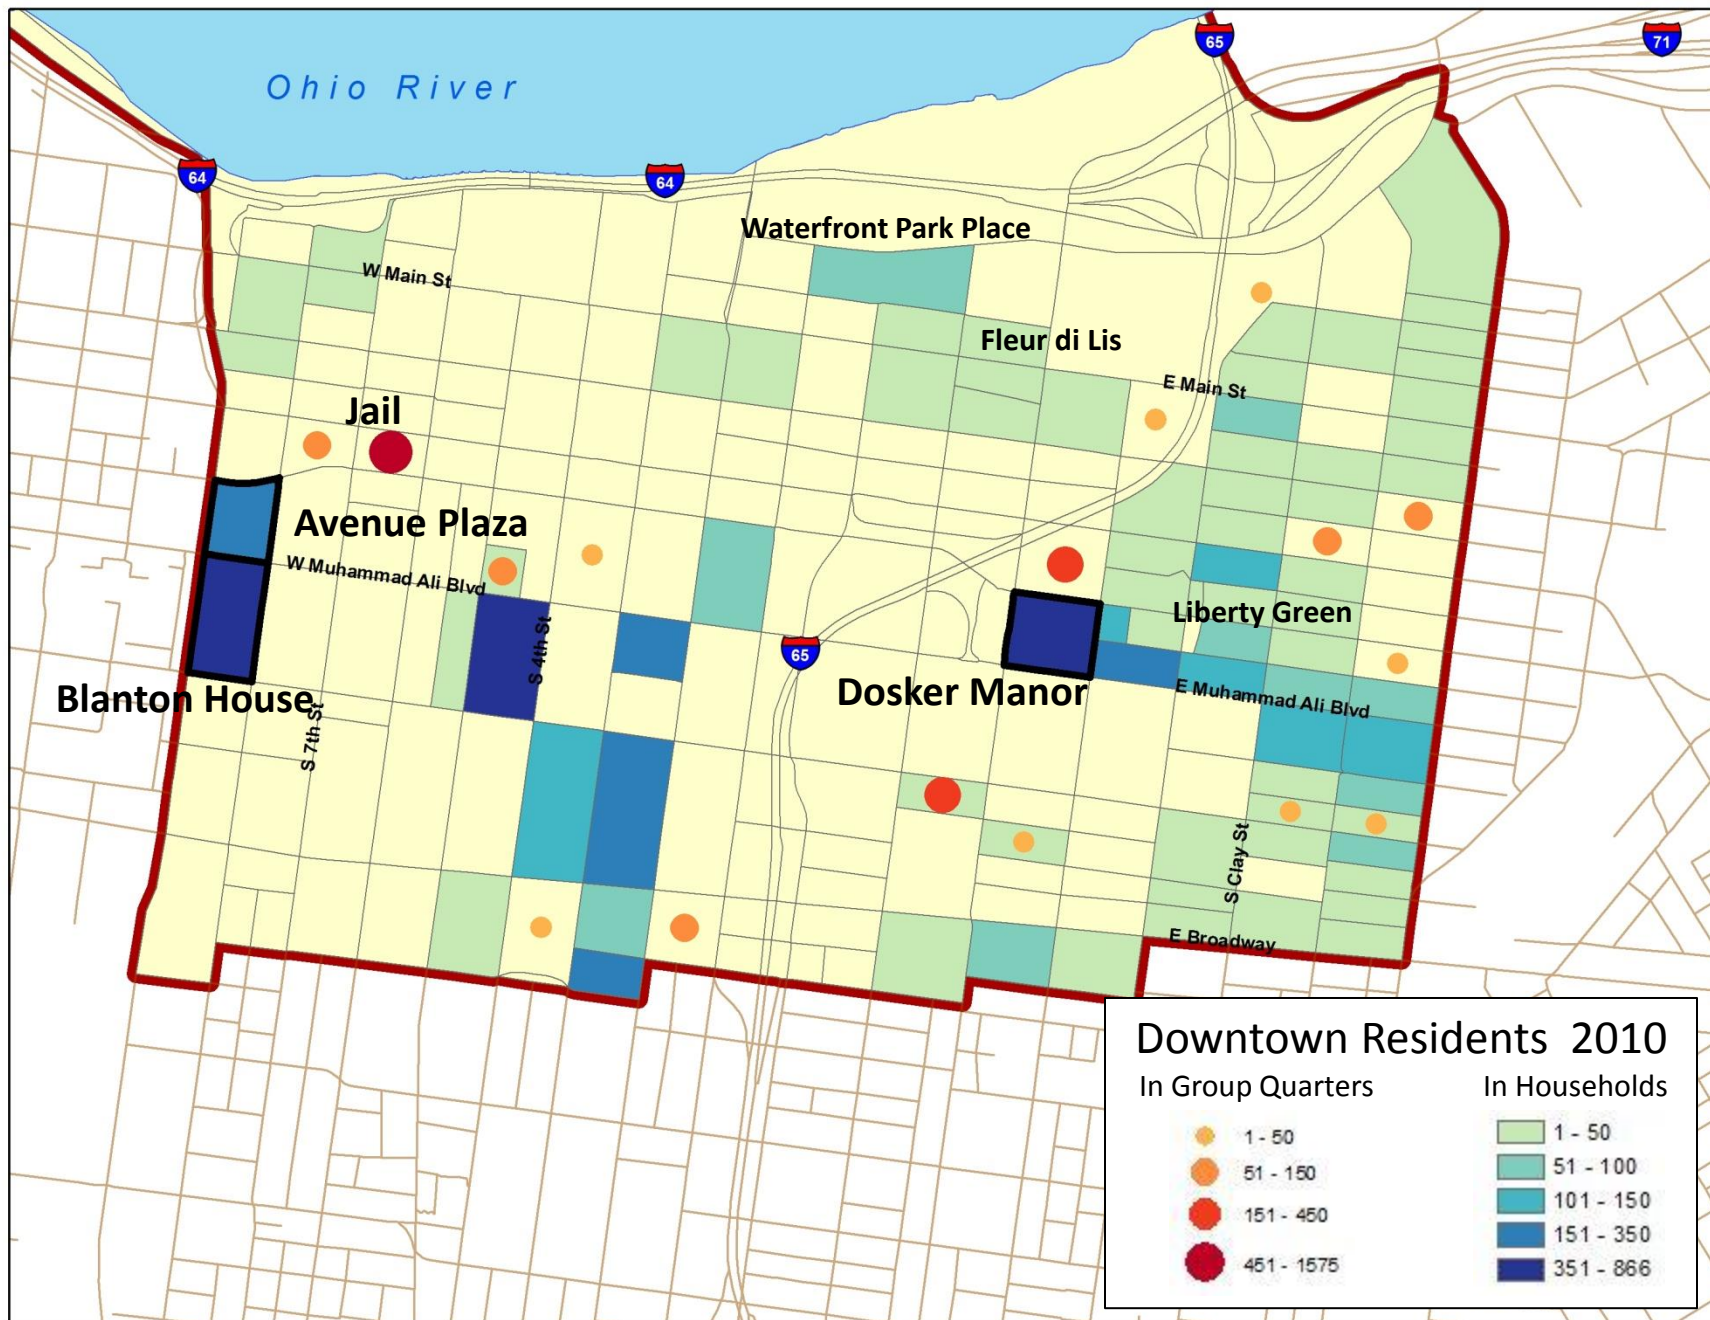 65
71
Ohio River
64
64
Waterfront Park Place
W Main St
Fleur di Lis
E Main St
Jail
Avenue Plaza
W Muhammad Ali Blvd
Liberty Green
S 4th St
65
Blanton House
Dosker Manor
E Muhammad Ali Blvd
S 7th St
S Clay St
E Broadway
Downtown Residents 2010
In Group Quarters
1 - 50
51 - 150
151 - 450
451 - 1575
In Households
1 - 50
51 - 100
101 - 150
151 - 350
351 - 866